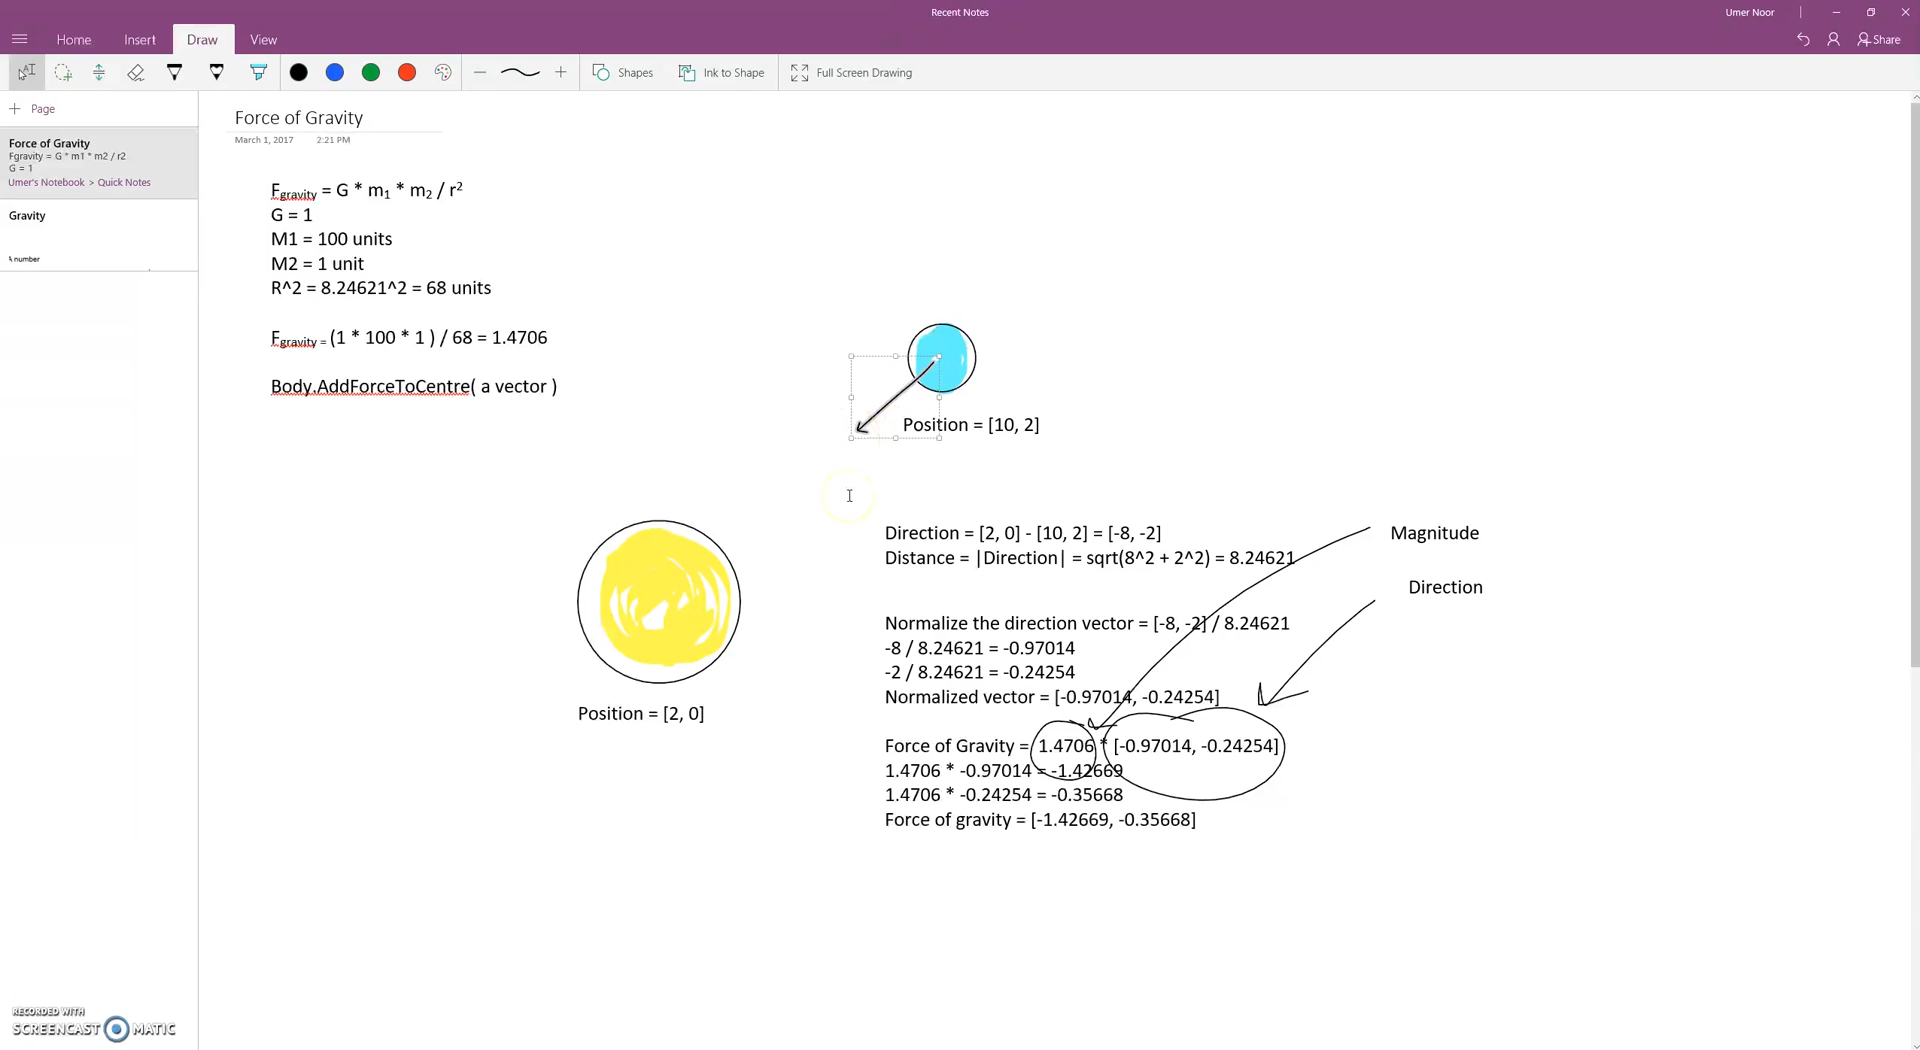 Recent Notes
Umer Noor
Home Insert Draw View
Share
Shapes Ink to Shape Full Screen Drawing
Page
Force of Gravity
Fgravity = G * m1 * m2 / r2
G = 1
Umer's Notebook > Quick Notes
Gravity
A number
Force of Gravity
March 1, 2017 2:21 PM
Fgravity = G * m1 * m2 / r2
G = 1
M1 = 100 units
M2 = 1 unit
R^2 = 8.24621^2 = 68 units
Fgravity = (1 * 100 * 1 ) / 68 = 1.4706
Body.AddForceToCentre( a vector )
Position = [10, 2]
Position = [2, 0]
Direction = [2, 0] - [10, 2] = [-8, -2]
Distance = |Direction| = sqrt(8^2 + 2^2) = 8.24621
Magnitude
Direction
Normalize the direction vector = [-8, -2] / 8.24621
-8 / 8.24621 = -0.97014
-2 / 8.24621 = -0.24254
Normalized vector = [-0.97014, -0.24254]
Force of Gravity = 1.4706 * [-0.97014, -0.24254]
1.4706 * -0.97014 = -1.42669
1.4706 * -0.24254 = -0.35668
Force of gravity = [-1.42669, -0.35668]
RECORDED WITH
SCREENCAST MATIC